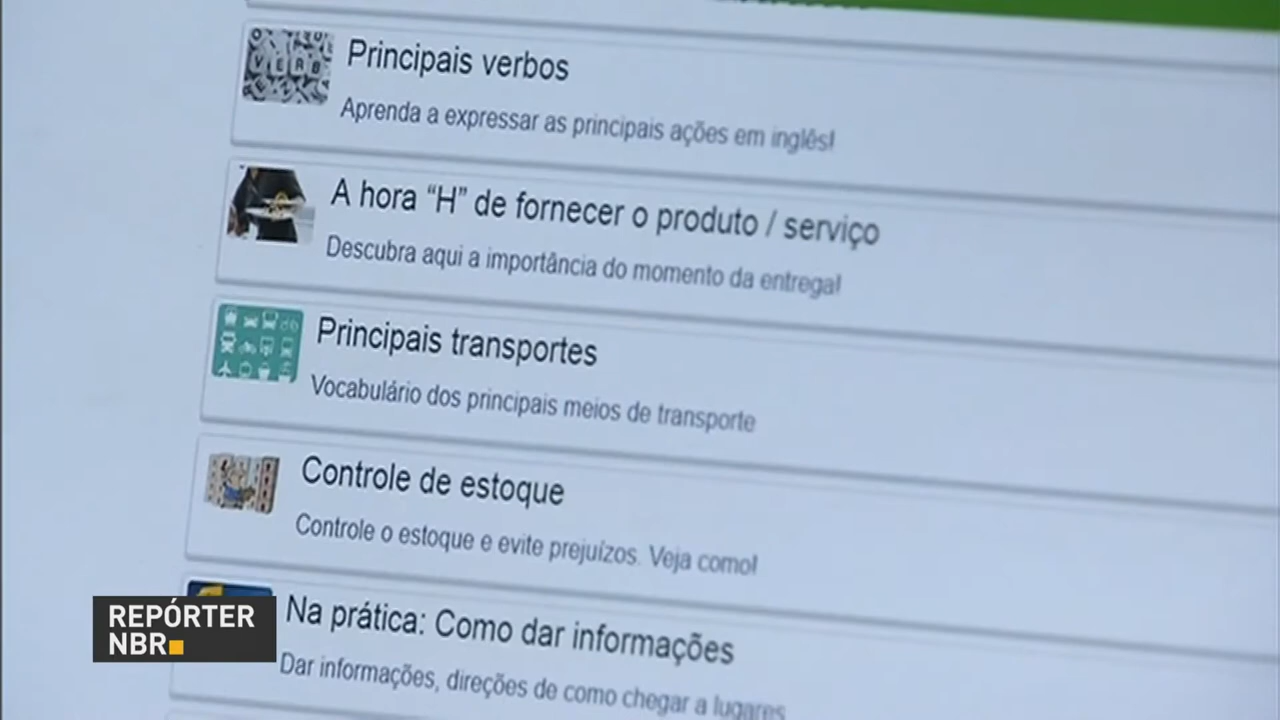 VERB
Principais verbos
Aprenda a expressar as principais ações em inglês!
A hora “H” de fornecer o produto / serviço
Descubra aqui a importância do momento da entrega!
Principais transportes
Vocabulário dos principais meios de transporte
Controle de estoque
Controle o estoque e evite prejuízos. Veja como!
Na prática: Como dar informações
Dar informações, direções de como chegar a lugares
REPÓRTER
NBR